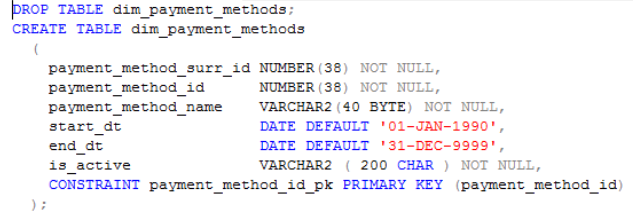 DROP TABLE dim_payment_methods;
CREATE TABLE dim_payment_methods
(
payment_method_surr_id NUMBER(38) NOT NULL,
payment_method_id NUMBER(38) NOT NULL,
payment_method_name VARCHAR2(40 BYTE) NOT NULL,
start_dt DATE DEFAULT '01-JAN-1990',
end_dt DATE DEFAULT '31-DEC-9999',
is_active VARCHAR2 ( 200 CHAR ) NOT NULL,
CONSTRAINT payment_method_id_pk PRIMARY KEY (payment_method_id)
);